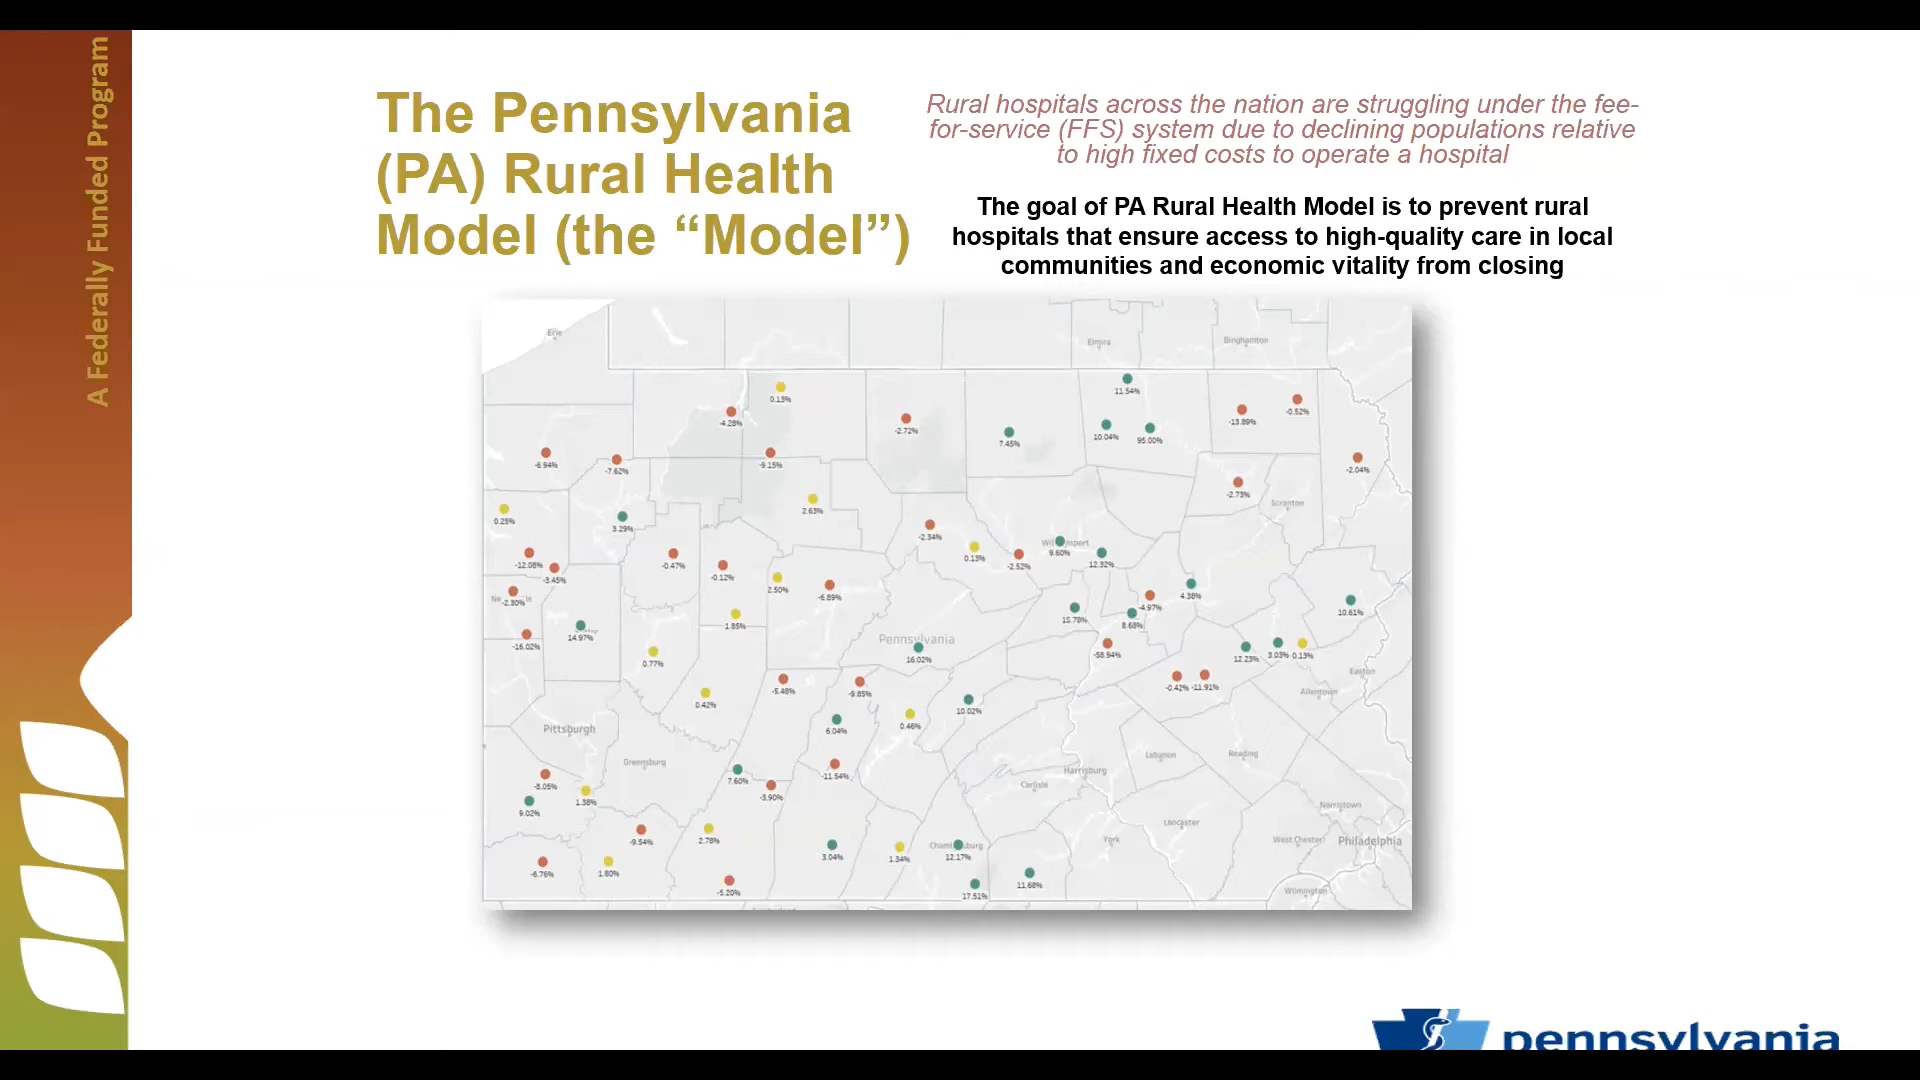 A Federally Funded Program
The Pennsylvania
(PA) Rural Health
Model (the “Model”)
Rural hospitals across the nation are struggling under the fee-
for-service (FFS) system due to declining populations relative
to high fixed costs to operate a hospital
The goal of PA Rural Health Model is to prevent rural
hospitals that ensure access to high-quality care in local
communities and economic vitality from closing
Erie
Elmira
Binghamton
0.13%
11.54%
-4.28%
-0.52%
-2.72%
-13.89%
7.45%
10.04%
95.00%
-6.94%
-7.62%
-9.15%
-2.04%
-2.73%
Scranton
0.25%
3.29%
2.63%
-2.34%
0.13%
-2.52%
9.60%
12.32%
-12.08%
-3.45%
-0.47%
-0.12%
2.50%
-6.89%
-2.30%
4.38%
-4.97%
10.61%
14.97%
1.85%
15.70%
8.68%
-16.02%
Pennsylvania
16.02%
0.77%
-58.94%
12.23%
3.03%
0.13%
Easton
-5.48%
-9.85%
-0.42%
-11.91%
Allentown
0.42%
6.04%
0.46%
10.02%
Pittsburgh
Greensburg
Lebanon
Reading
Harrisburg
-8.05%
7.60%
-3.90%
-11.54%
Carlisle
9.02%
1.38%
Norristown
Lancaster
-9.54%
2.78%
York
West Chester
Philadelphia
3.04%
1.34%
12.17%
-6.76%
1.80%
-5.20%
17.51%
11.68%
Wilmington
pennsylvania